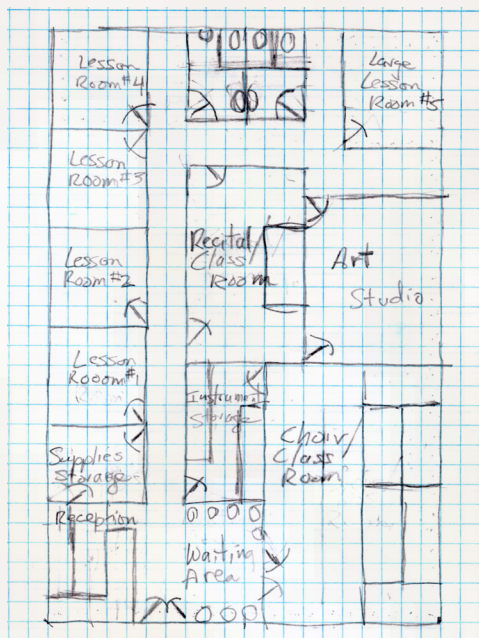 Lesson
Room#4
Large
Lesson
Room #5
Lesson
Room#3
Recital/
Class
Room
Art
Studio
Lesson
Room#2
Lesson
Rooom#1
Instrument
Storage
Choir/
Class
Room
Supplies
Storage
Reception
Waiting
Area